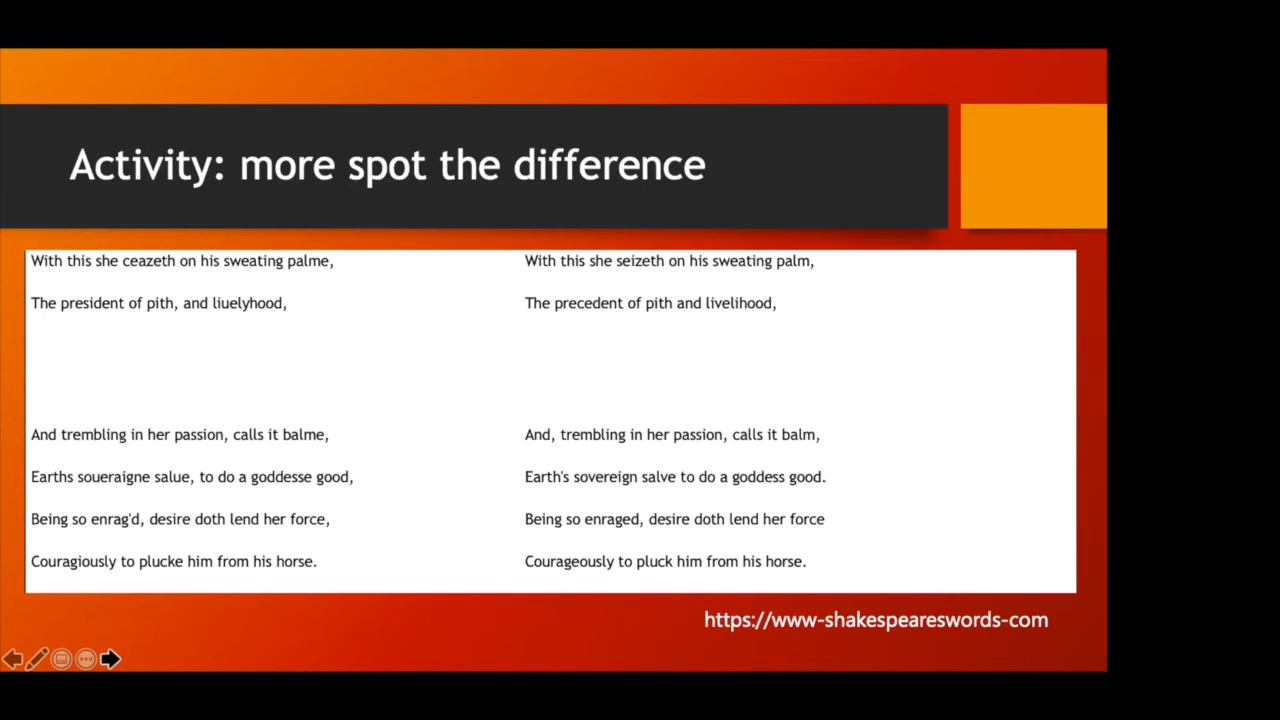 Activity: more spot the difference
With this she ceazeth on his sweating palme,
The president of pith, and liuelyhood,
And trembling in her passion, calls it balme,
Earths soueraigne salue, to do a goddesse good,
Being so enrag'd, desire doth lend her force,
Couragiously to plucke him from his horse.
With this she seizeth on his sweating palm,
The precedent of pith and livelihood,
And, trembling in her passion, calls it balm,
Earth's sovereign salve to do a goddess good.
Being so enraged, desire doth lend her force
Courageously to pluck him from his horse.
https://www-shakespeareswords-com